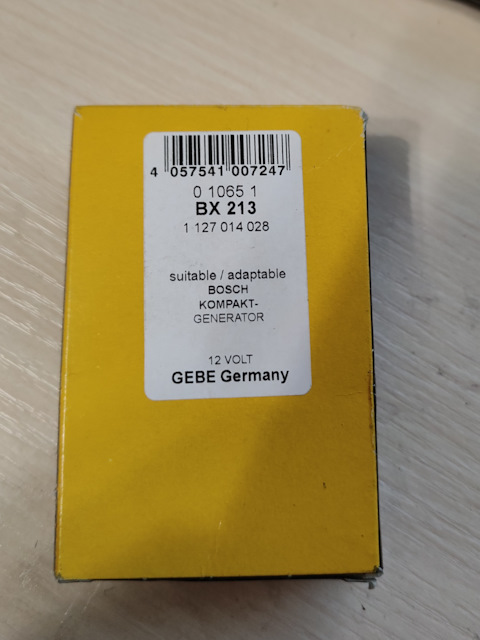 4 057541 007247
0 1065 1
BX 213
1 127 014 028
suitable / adaptable
BOSCH
KOMPAKT-
GENERATOR
12 VOLT
GEBE Germany